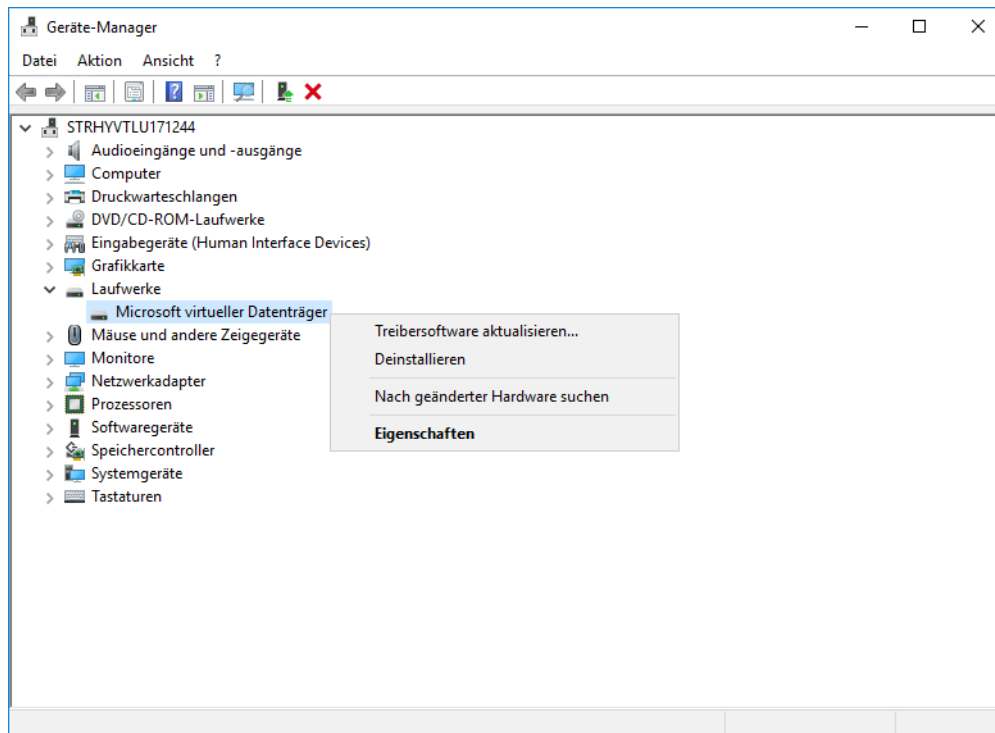 Geräte-Manager
Datei Aktion Ansicht ?
STRHYVTLU171244
Audioeingänge und -ausgänge
Computer
Druckwarteschlangen
DVD/CD-ROM-Laufwerke
Eingabegeräte (Human Interface Devices)
Grafikkarte
Laufwerke
Microsoft virtueller Datenträger
Mäuse und andere Zeigegeräte
Monitore
Netzwerkadapter
Prozessoren
Softwaregeräte
Speichercontroller
Systemgeräte
Tastaturen
Treibersoftware aktualisieren...
Deinstallieren
Nach geänderter Hardware suchen
Eigenschaften